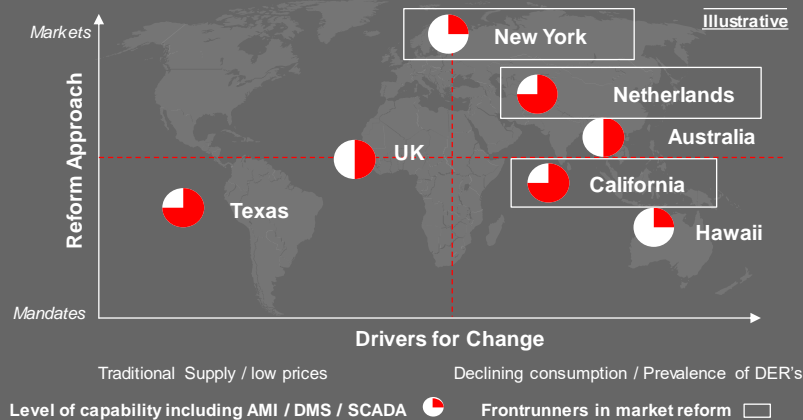 Illustrative
Markets
New York
Netherlands
Australia
UK
California
Texas
Hawaii
Reform Approach
Mandates
Drivers for Change
Traditional Supply / low prices
Declining consumption / Prevalence of DER's
Level of capability including AMI / DMS / SCADA
Frontrunners in market reform